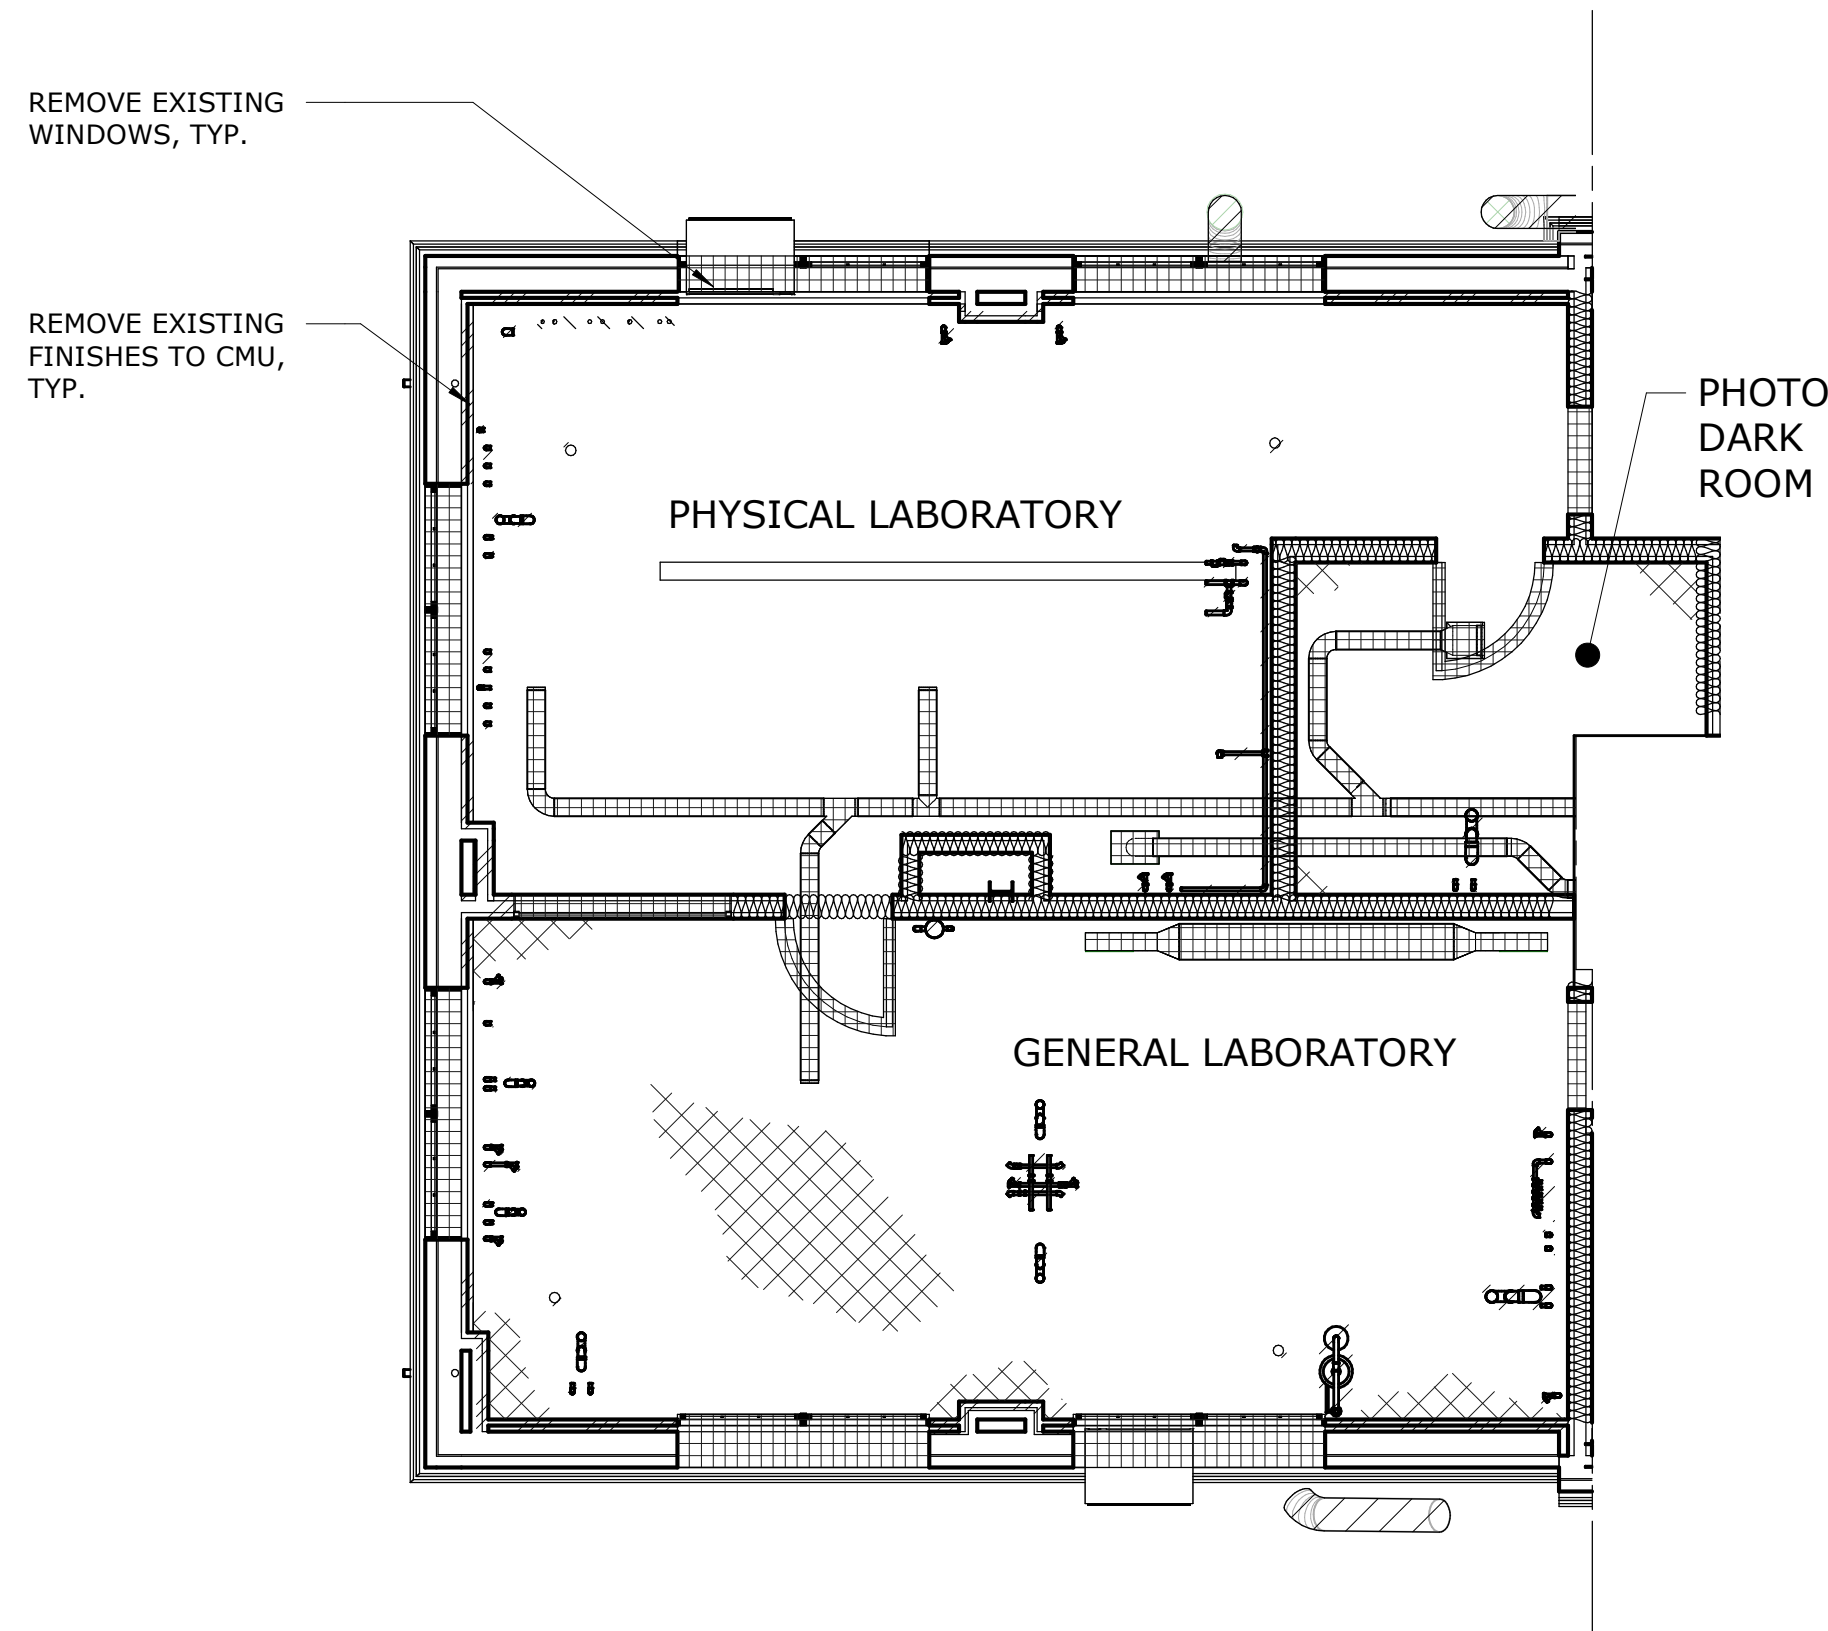 REMOVE EXISTING
WINDOWS, TYP.
REMOVE EXISTING
FINISHES TO CMU,
TYP.
PHOTO
DARK
ROOM
PHYSICAL LABORATORY
GENERAL LABORATORY